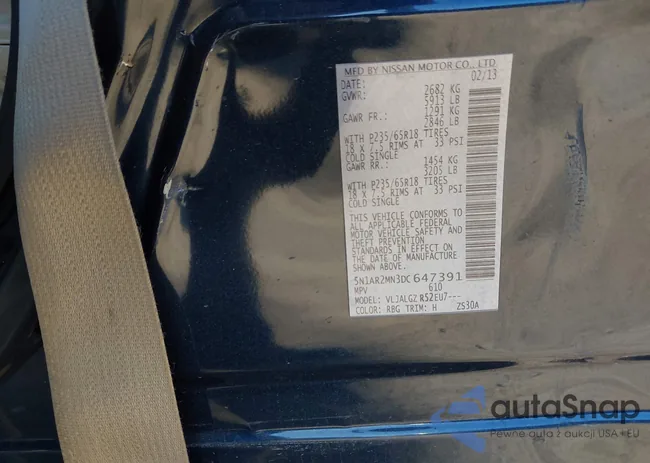 MFD BY NISSAN MOTOR CO., LTD
DATE: 02/13
GVWR: 2682 KG
5913 LB
GAWR FR.: 1291 KG
2846 LB
WITH P235/65R18 TIRES
18 X 7.5 RIMS AT 33 PSI
COLD SINGLE
GAWR RR.: 1454 KG
3205 LB
WITH P235/65R18 TIRES
18 X 7.5 RIMS AT 33 PSI
COLD SINGLE
THIS VEHICLE CONFORMS TO
ALL APPLICABLE FEDERAL
MOTOR VEHICLE SAFETY AND
THEFT PREVENTION
STANDARDS IN EFFECT ON
THE DATE OF MANUFACTURE
SHOWN ABOVE.
5N1AR2MN3DC647391
MPV 610
MODEL: VLJALGZ RS2EU7---
COLOR: RBG TRIM: H ZS30A
autaSnap
Pewne auta z aukcji USA i EU